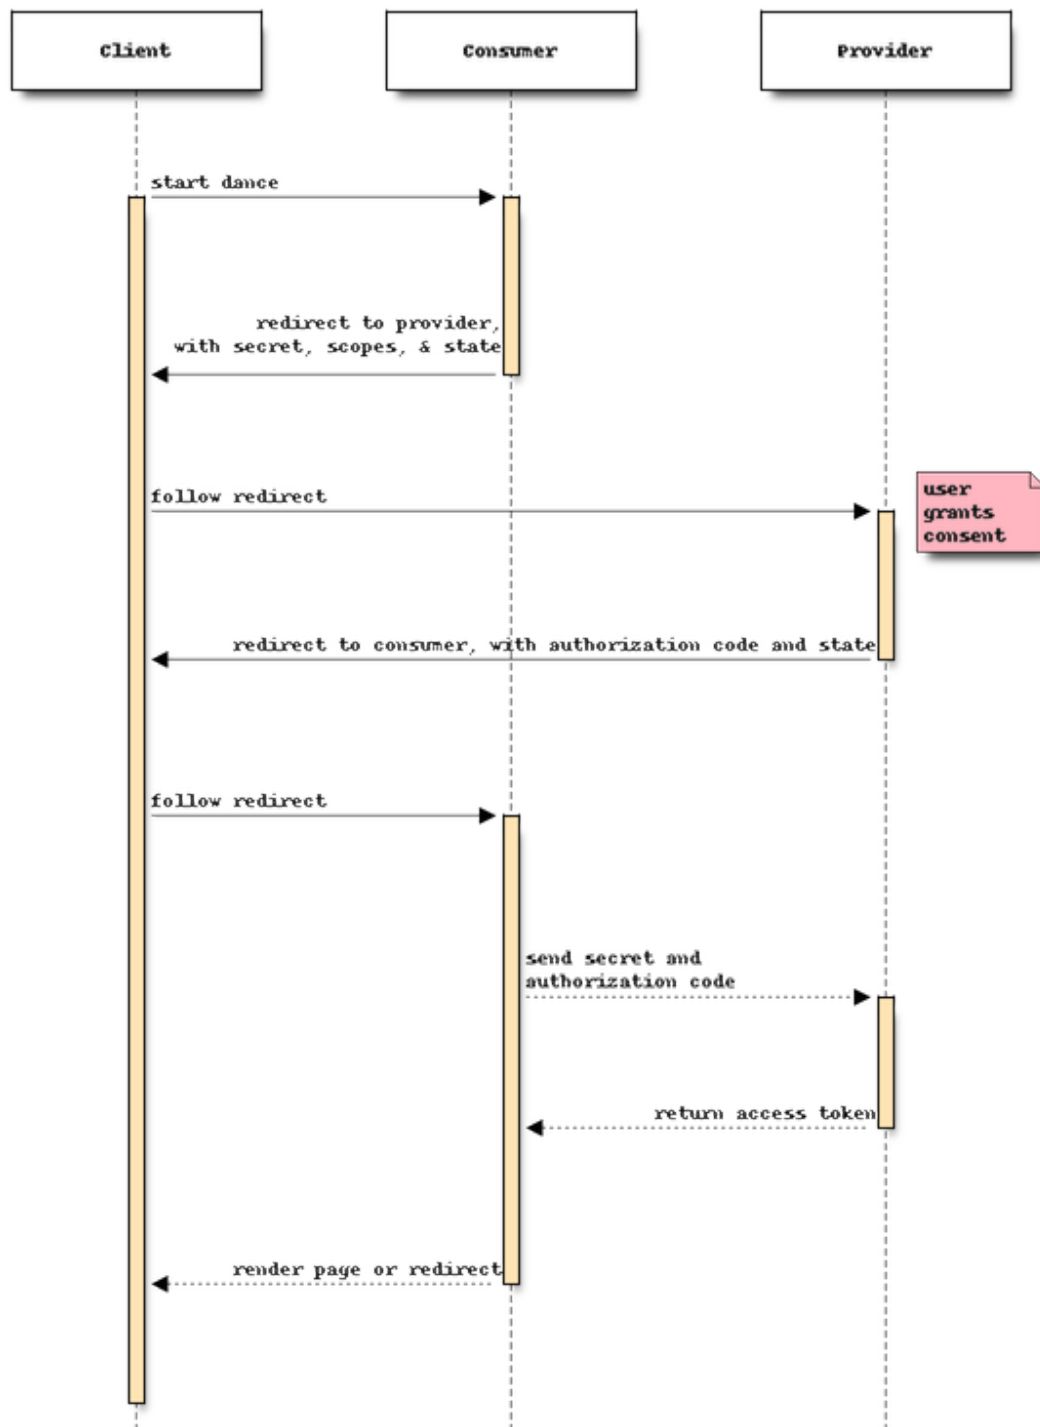 Client
Consumer
Provider
start dance
redirect to provider,
with secret, scopes, & state
follow redirect
user
grants
consent
redirect to consumer, with authorization code and state
follow redirect
send secret and
authorization code
return access token
render page or redirect